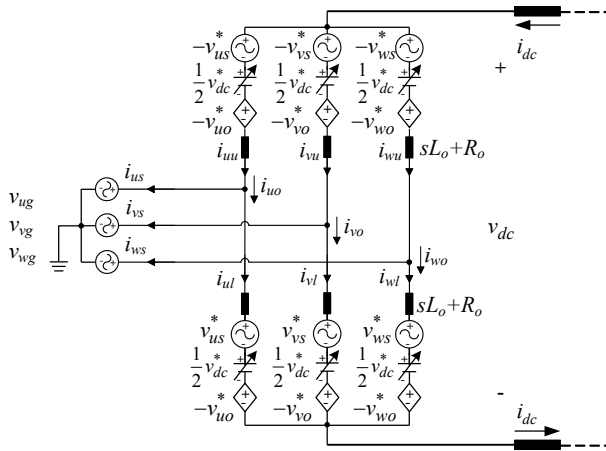 −v*us −v*vs −v*ws
i_dc
+
1/2 v*dc 1/2 v*dc 1/2 v*dc
−v*uo −v*vo −v*wo
i_uu i_vu i_wu sL_o+R_o
i_us
i_uo
v_ug
i_vs
v_vg
i_vo
v_dc
i_ws
v_wg
i_wo
i_ul i_vl i_wl
sL_o+R_o
v*us v*vs v*ws
1/2 v*dc 1/2 v*dc 1/2 v*dc
-
−v*uo −v*vo −v*wo
i_dc